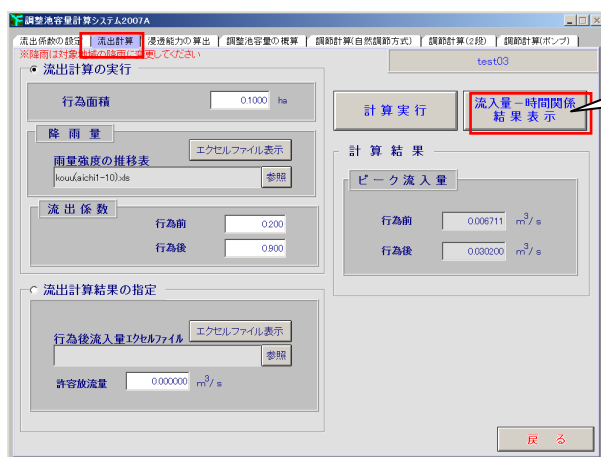 調整池容量計算システム2007A
流出係数の設定 流出計算 浸透能力の算出 調整池容量の概算 調節計算(自然調節方式) 調節計算(2段) 調節計算(ポンプ)
※降雨は対象地域の降雨に変更してください
test03
流出計算の実行
行為面積 0.1000 ha
計算実行
流入量－時間関係
結果表示
降雨量
エクセルファイル表示
雨量強度の推移表
kouu(aichi1-10).xls 参照
計算結果
ピーク流入量
流出係数
行為前 0.200
行為後 0.900
行為前 0.006711 m³/s
行為後 0.030200 m³/s
流出計算結果の指定
エクセルファイル表示
行為後流入量エクセルファイル
参照
許容放流量 0.000000 m³/s
戻る